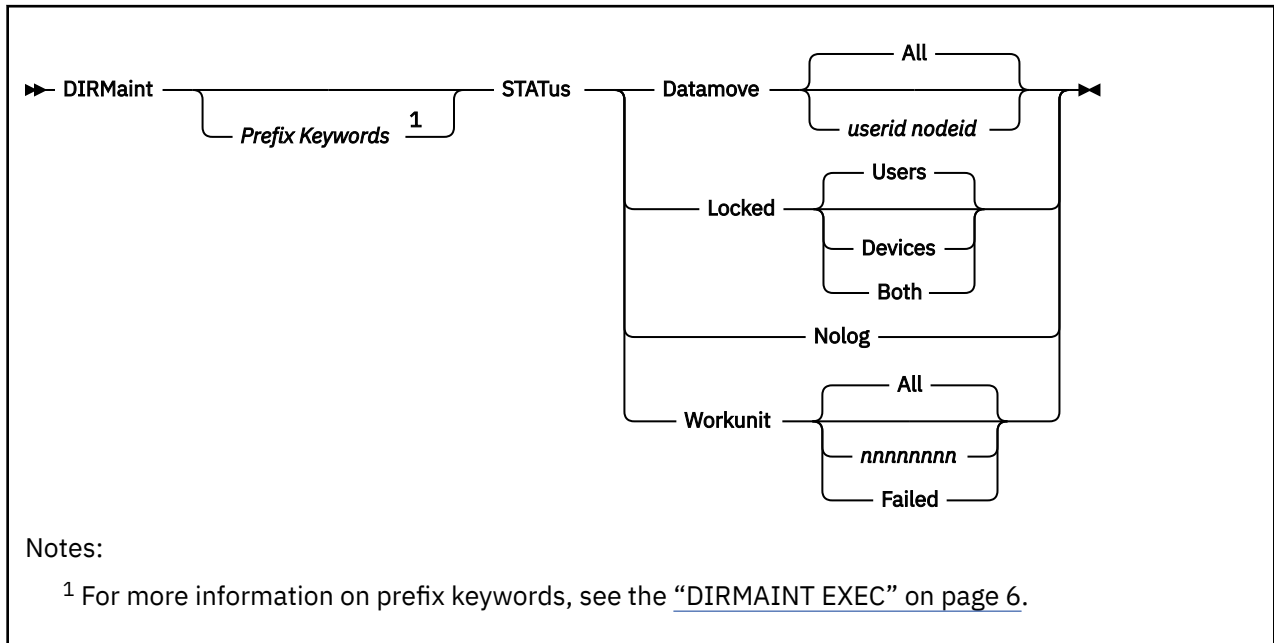 All
DIRMaint STATus Datamove
Prefix Keywords 1 userid nodeid
Users
Locked
Devices
Both
Nolog
All
Workunit
nnnnnnnn
Failed
Notes:
1 For more information on prefix keywords, see the “DIRMAINT EXEC” on page 6.